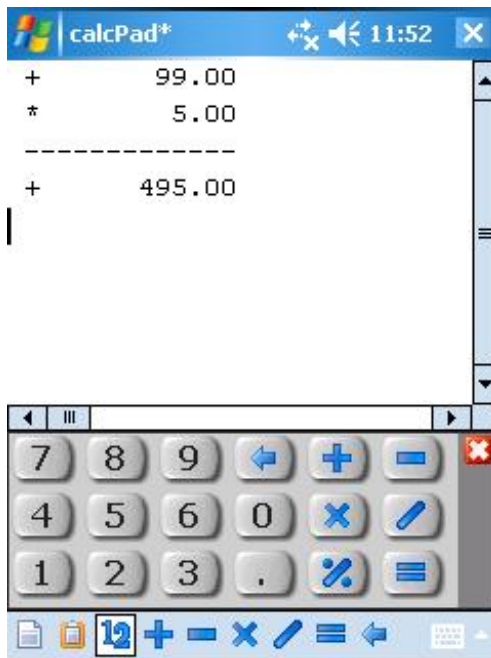 calcPad* 11:52
+ 99.00
* 5.00
-------------
+ 495.00
7 8 9
4 5 6 0
1 2 3 .
12